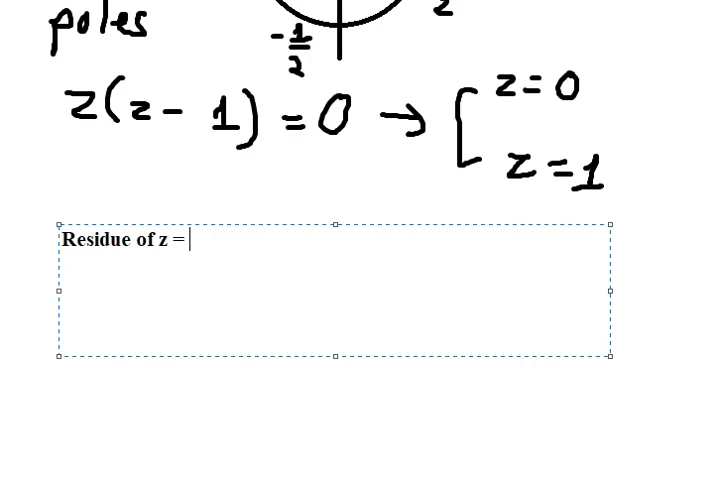 poles
-1/2
z(z - 1) = 0 → [ z = 0
z = 1
Residue of z =